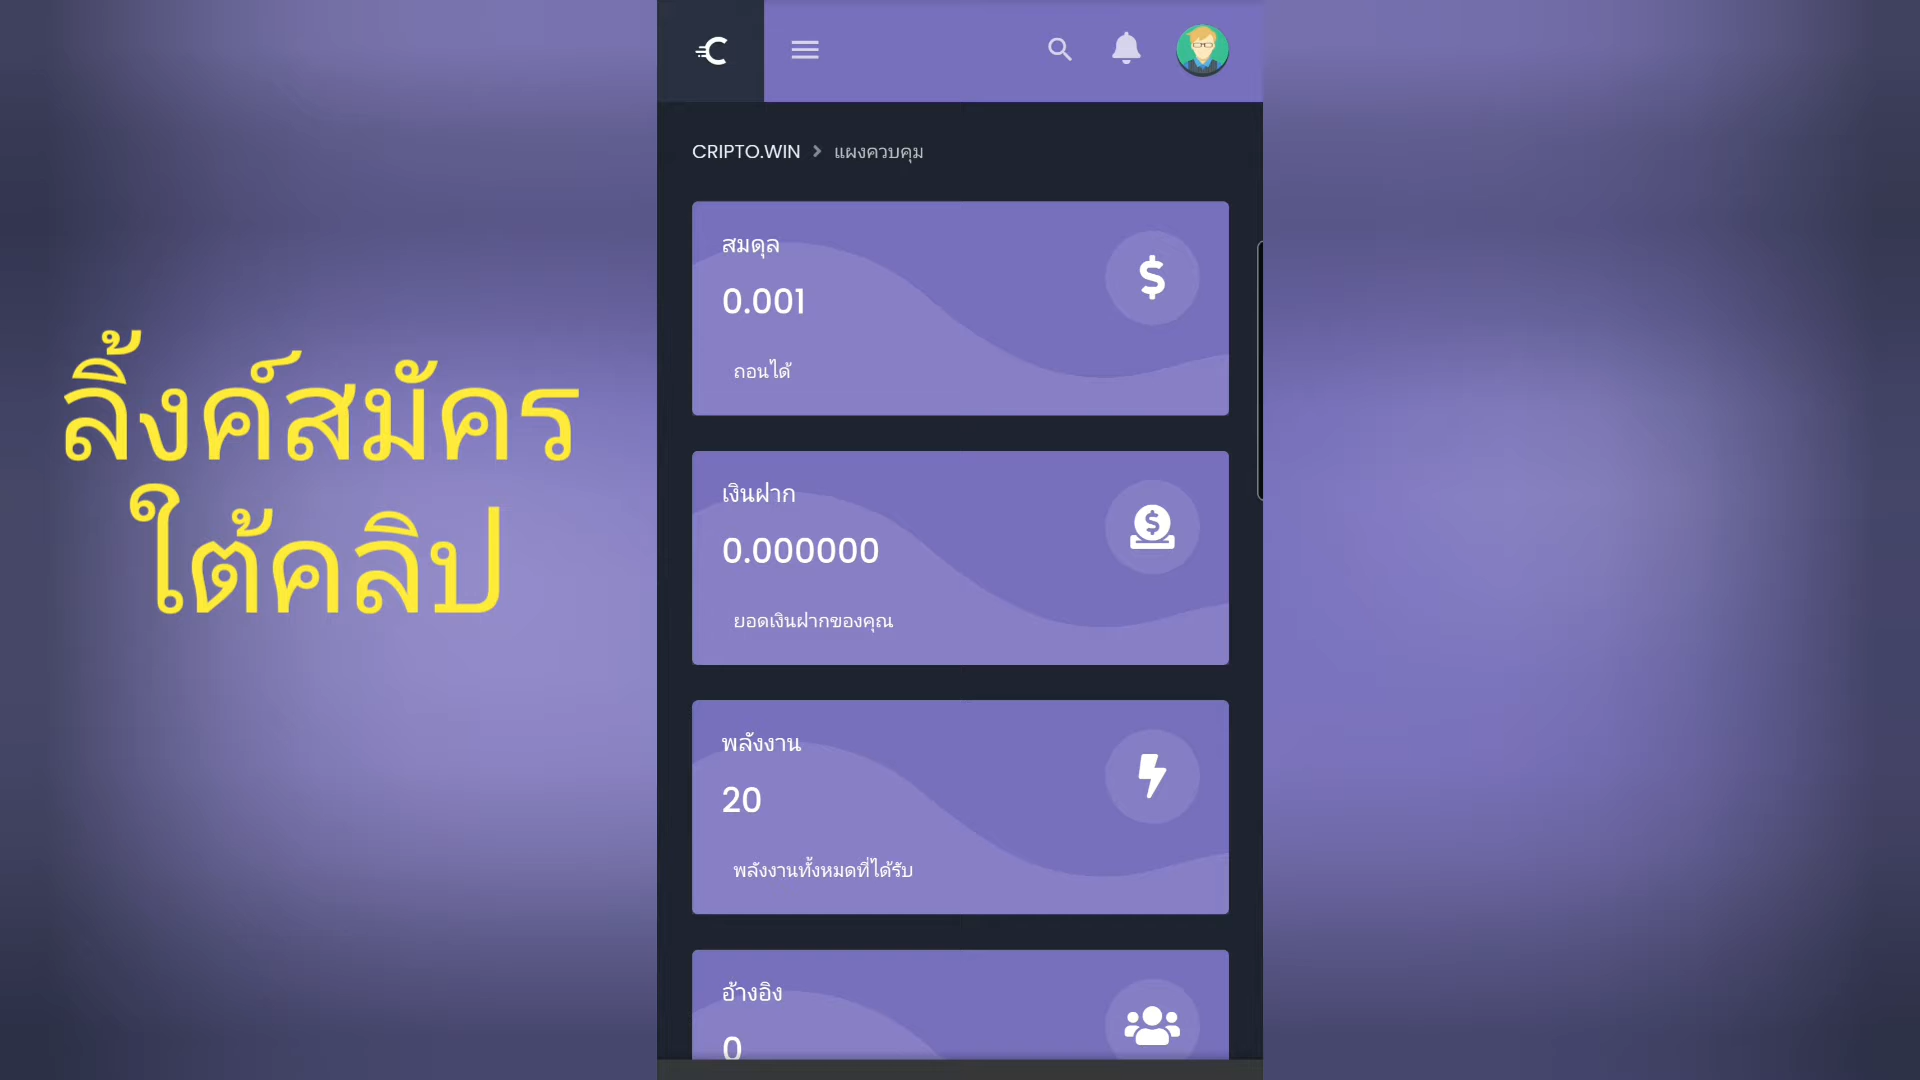 ลิ้งค์สมัคร
ใต้คลิป
CRIPTO.WIN > แผงควบคุม
สมดุล
0.001
ถอนได้
เงินฝาก
0.000000
ยอดเงินฝากของคุณ
พลังงาน
20
พลังงานทั้งหมดที่ได้รับ
อ้างอิง
0